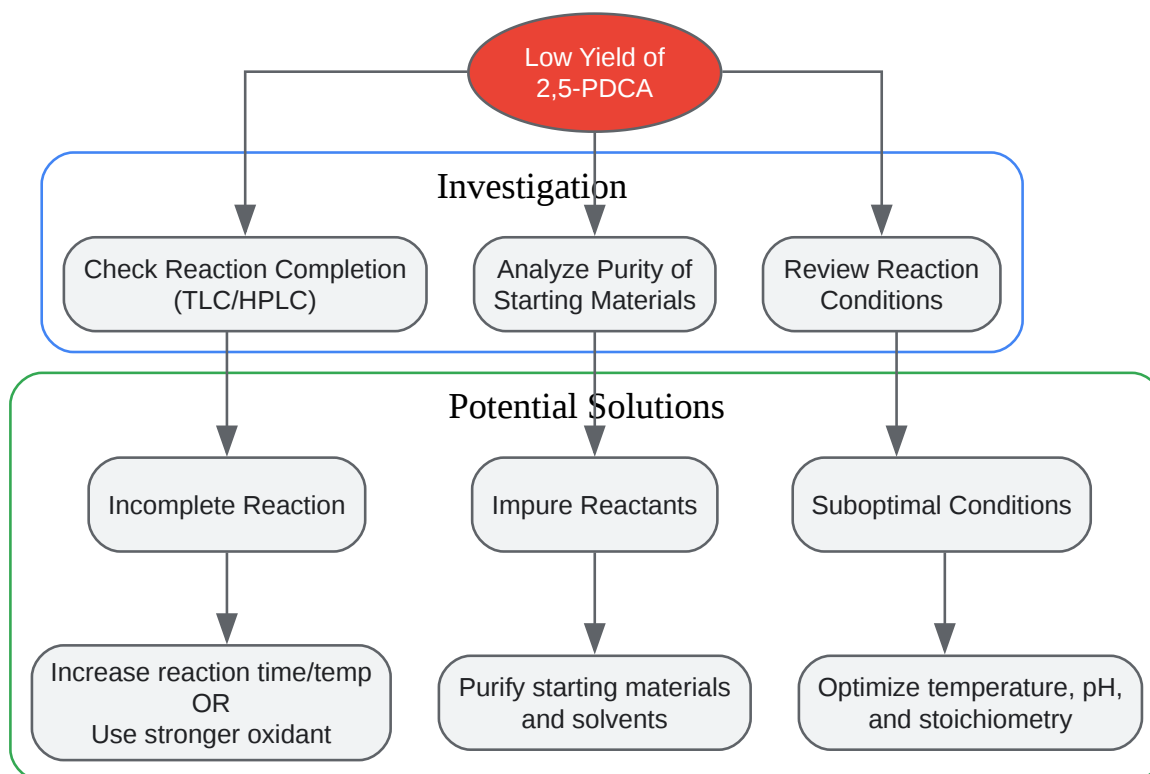 Low Yield of
2,5-PDCA
Investigation
Check Reaction Completion
(TLC/HPLC)
Analyze Purity of
Starting Materials
Review Reaction
Conditions
Potential Solutions
Incomplete Reaction
Impure Reactants
Suboptimal Conditions
Increase reaction time/temp
OR
Use stronger oxidant
Purify starting materials
and solvents
Optimize temperature, pH,
and stoichiometry